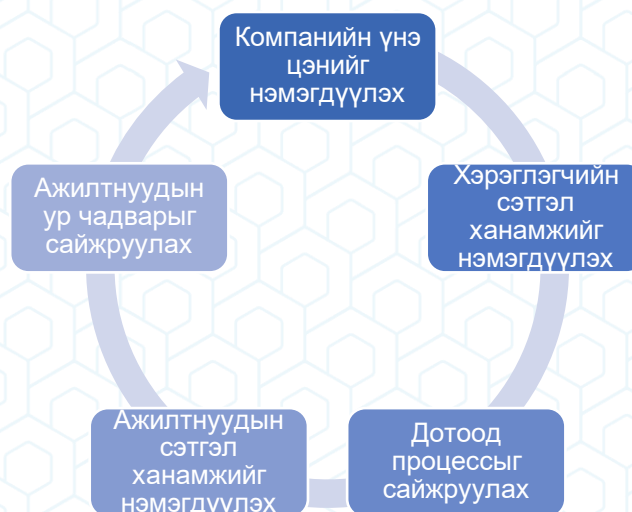 Компанийн үнэ
цэнийг
нэмэгдүүлэх
Хэрэглэгчийн
сэтгэл
ханамжийг
нэмэгдүүлэх
Дотоод
процессыг
сайжруулах
Ажилтнуудын
сэтгэл
ханамжийг
нэмэгдүүлэх
Ажилтнуудын
ур чадварыг
сайжруулах